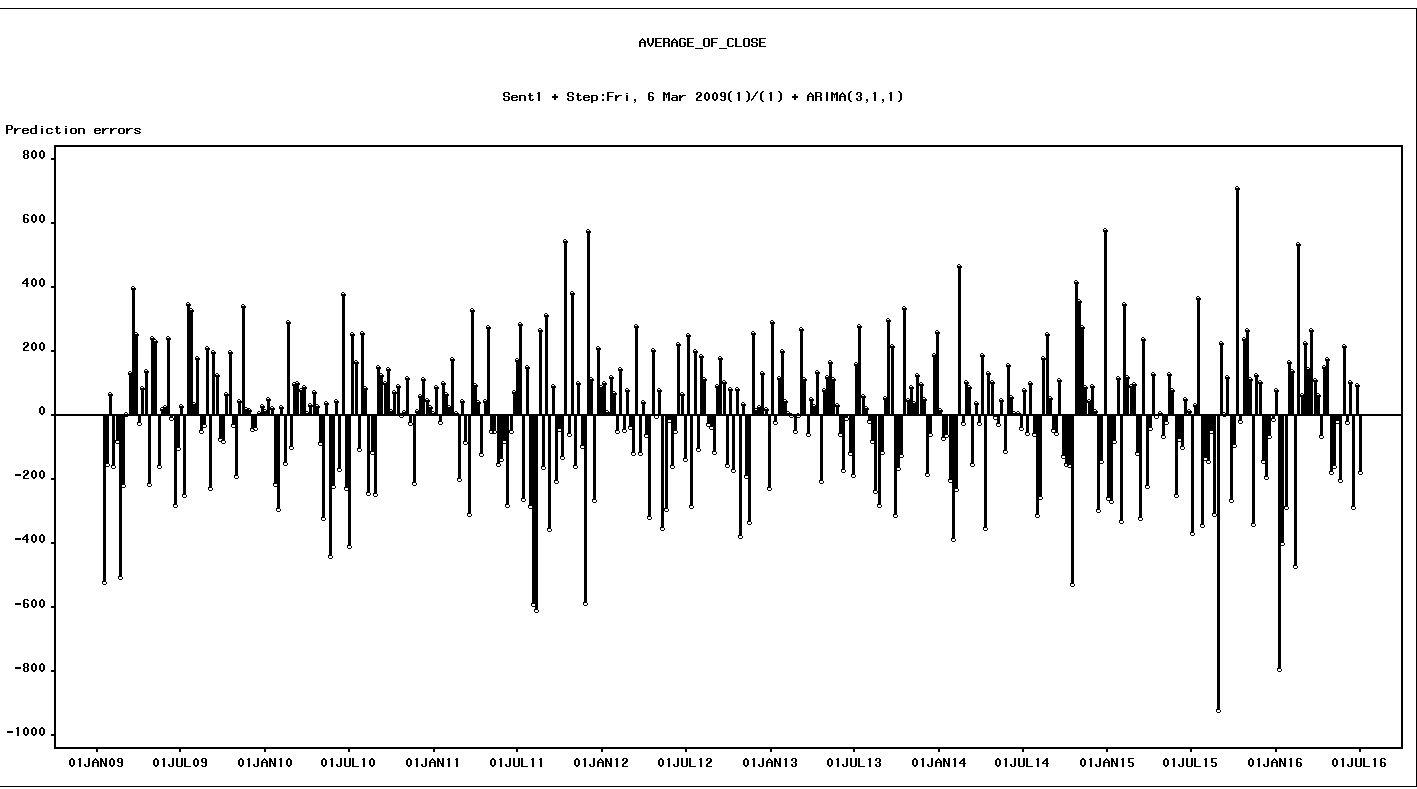 AVERAGE_OF_CLOSE
Sent1 + Step:Fri, 6 Mar 2009(1)/(1) + ARIMA(3,1,1)
Prediction errors
800
600
400
200
0
-200
-400
-600
-800
-1000
01JAN09 01JUL09 01JAN10 01JUL10 01JAN11 01JUL11 01JAN12 01JUL12 01JAN13 01JUL13 01JAN14 01JUL14 01JAN15 01JUL15 01JAN16 01JUL16